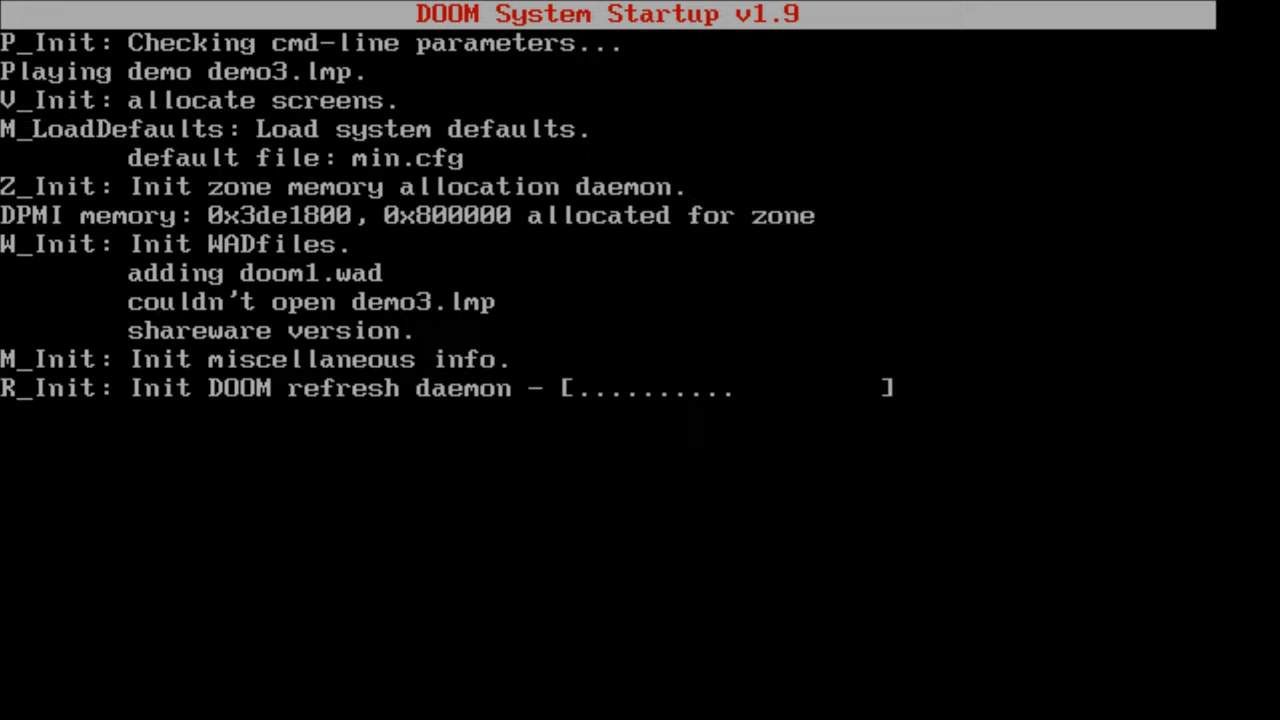 DOOM System Startup v1.9
P_Init: Checking cmd-line parameters...
Playing demo demo3.lmp.
V_Init: allocate screens.
M_LoadDefaults: Load system defaults.
default file: min.cfg
Z_Init: Init zone memory allocation daemon.
DPMI memory: 0x3de1800, 0x800000 allocated for zone
W_Init: Init WADfiles.
adding doom1.wad
couldn't open demo3.lmp
shareware version.
M_Init: Init miscellaneous info.
R_Init: Init DOOM refresh daemon - [..........         ]